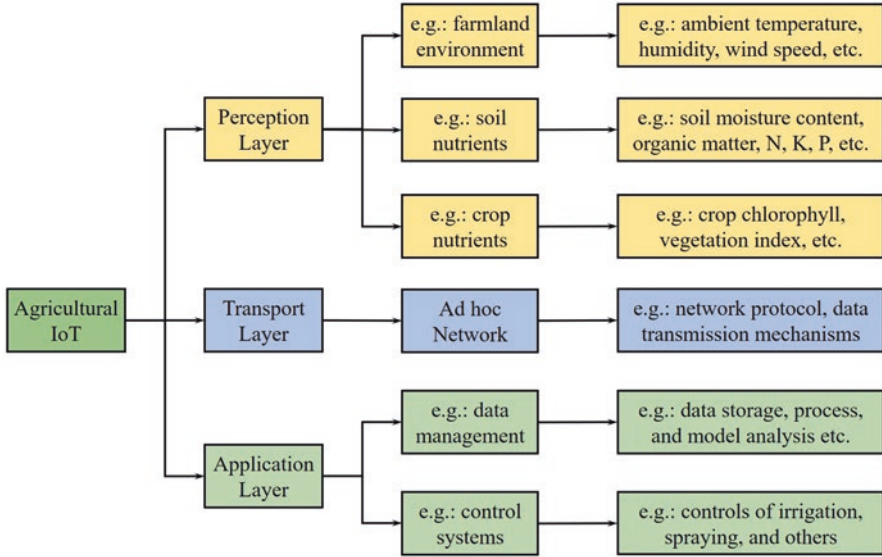 e.g.: farmland
environment
e.g.: ambient temperature,
humidity, wind speed, etc.
Perception
Layer
e.g.: soil
nutrients
e.g.: soil moisture content,
organic matter, N, K, P, etc.
e.g.: crop
nutrients
e.g.: crop chlorophyll,
vegetation index, etc.
Agricultural
IoT
Transport
Layer
Ad hoc
Network
e.g.: network protocol, data
transmission mechanisms
Application
Layer
e.g.: data
management
e.g.: data storage, process,
and model analysis etc.
e.g.: control
systems
e.g.: controls of irrigation,
spraying, and others